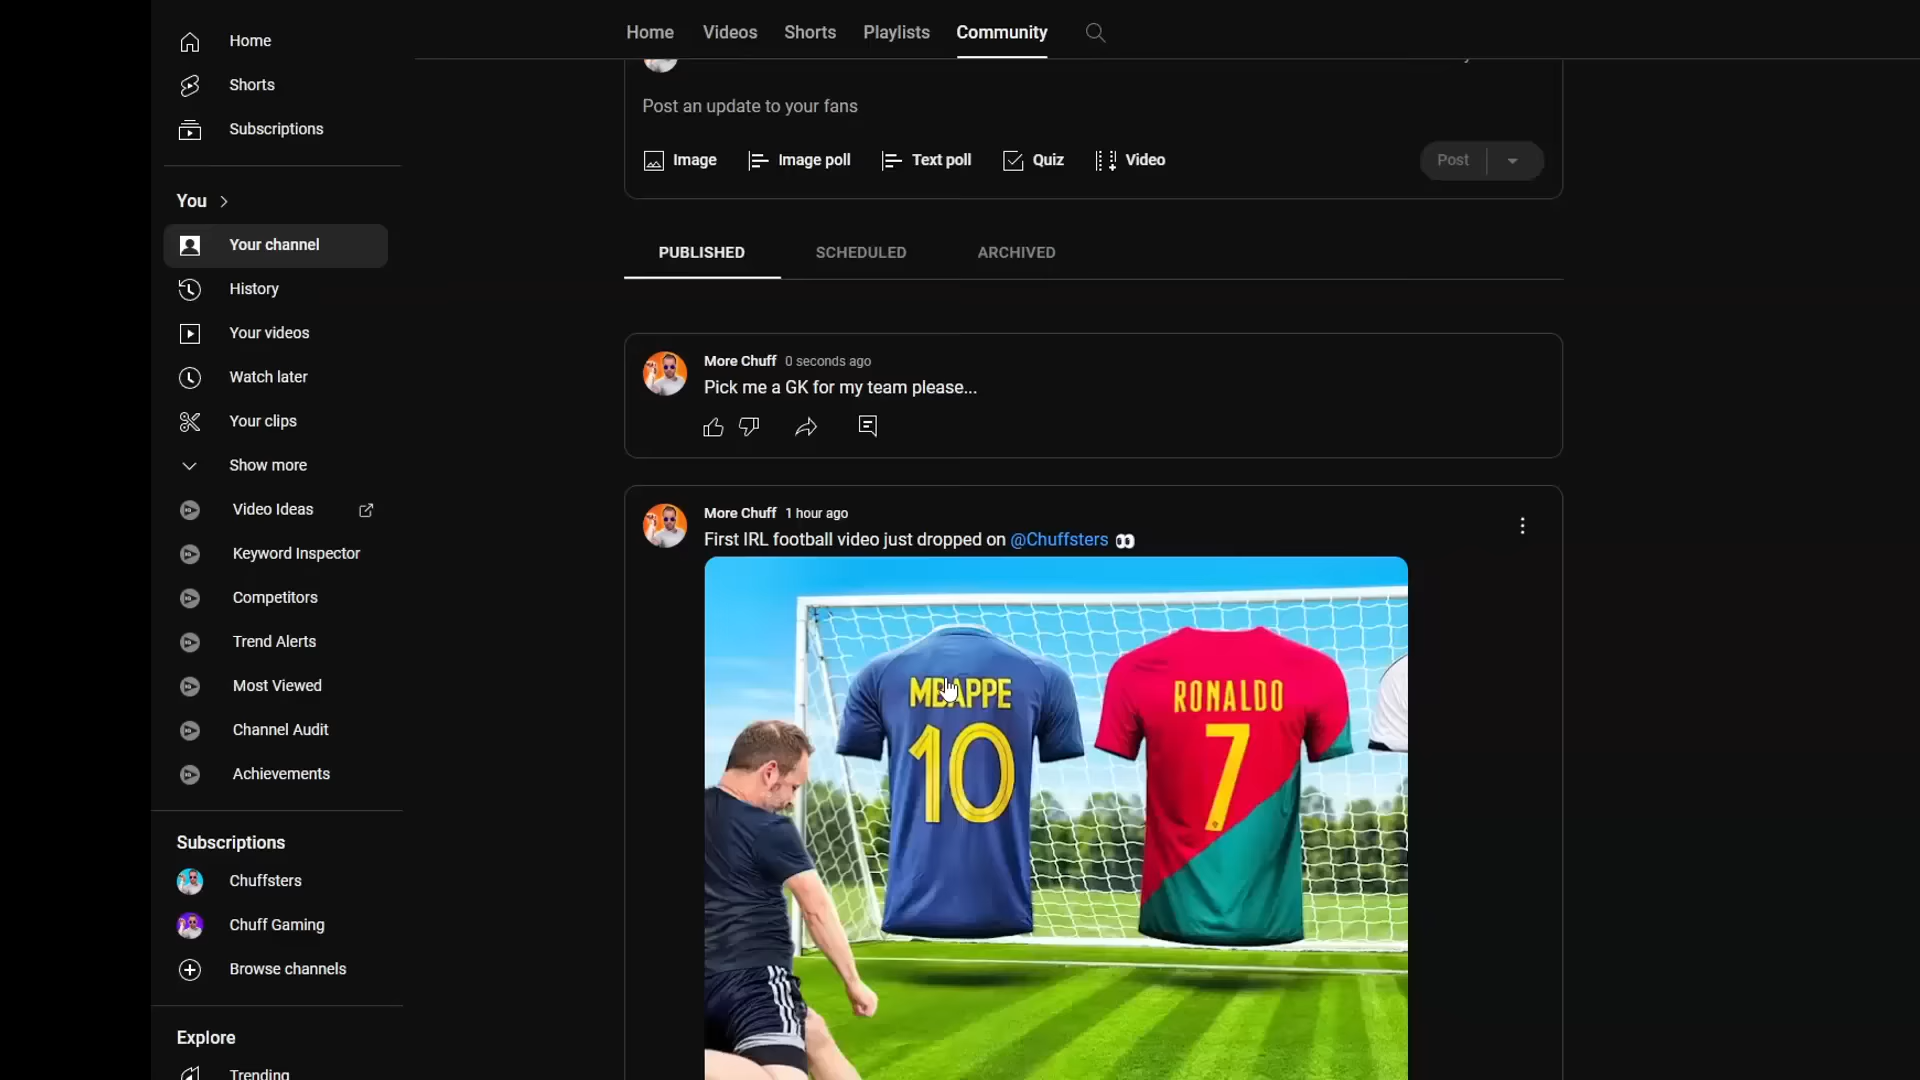 Home
Shorts
Subscriptions
You
Your channel
History
Your videos
Watch later
Your clips
Show more
Video Ideas
Keyword Inspector
Competitors
Trend Alerts
Most Viewed
Channel Audit
Achievements
Subscriptions
Chuffsters
Chuff Gaming
Browse channels
Explore
Trending
Home Videos Shorts Playlists Community
Post an update to your fans
Image Image poll Text poll Quiz Video Post
PUBLISHED SCHEDULED ARCHIVED
More Chuff 0 seconds ago
Pick me a GK for my team please...
More Chuff 1 hour ago
First IRL football video just dropped on @Chuffsters 👀
MBAPPE
10
RONALDO
7